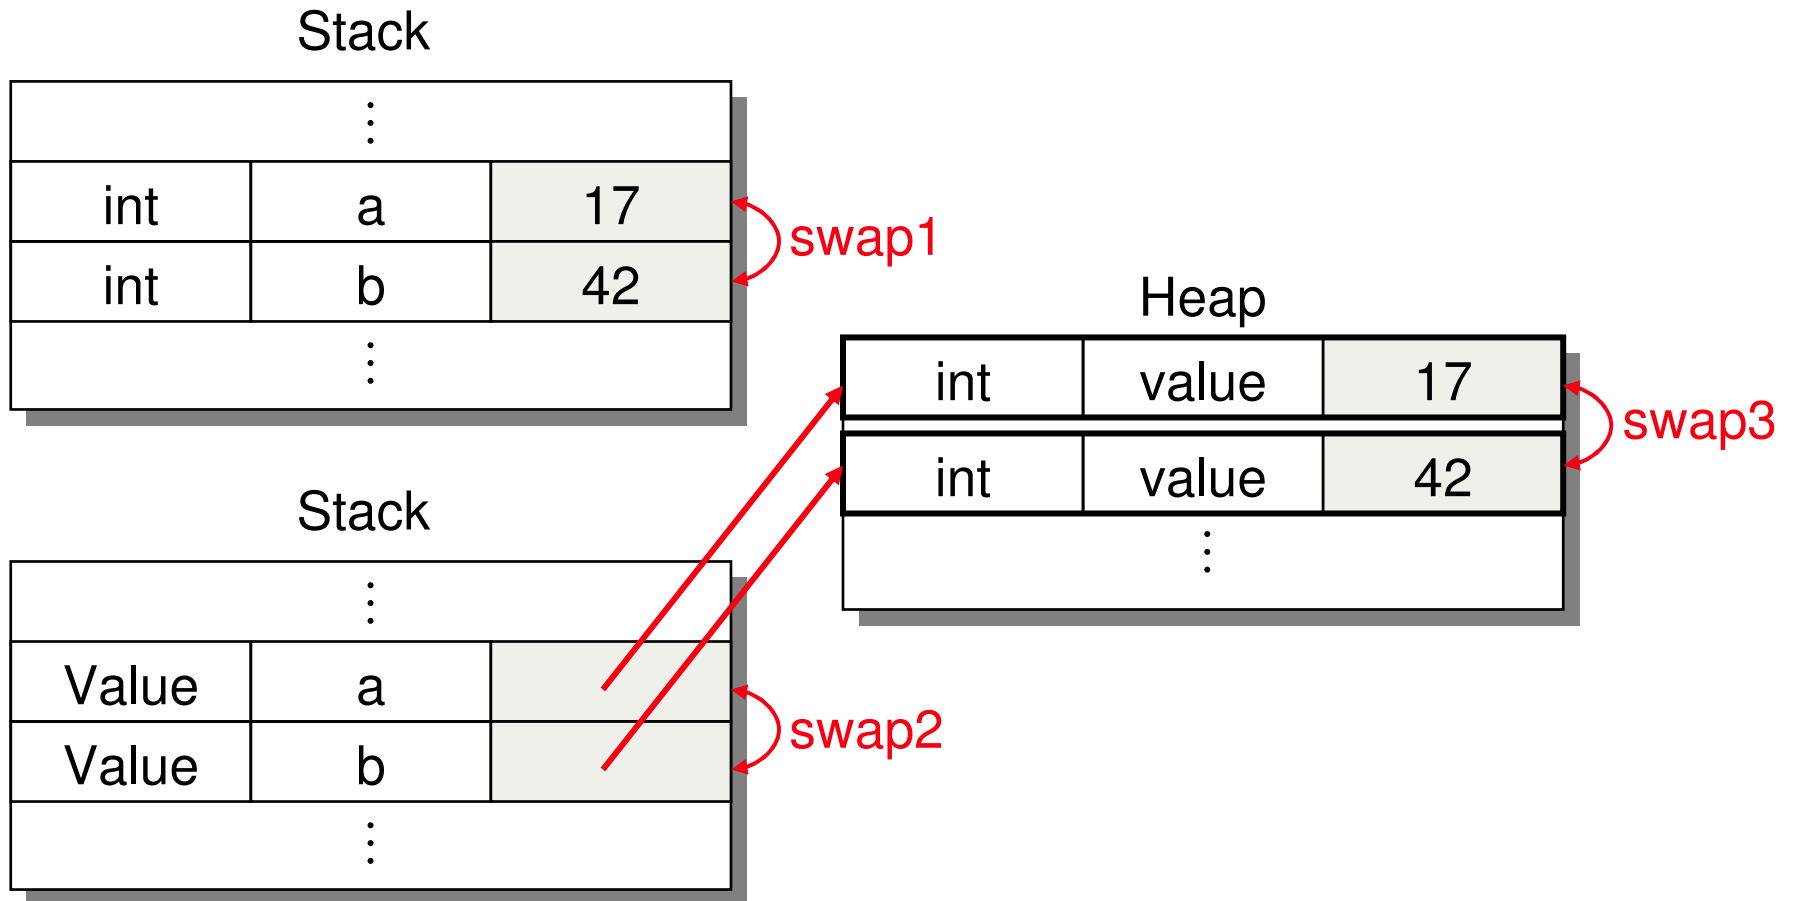 Stack
⋮
int a 17
int b 42
⋮
swap1
Stack
⋮
Value a
Value b
⋮
swap2
Heap
int value 17
int value 42
⋮
swap3